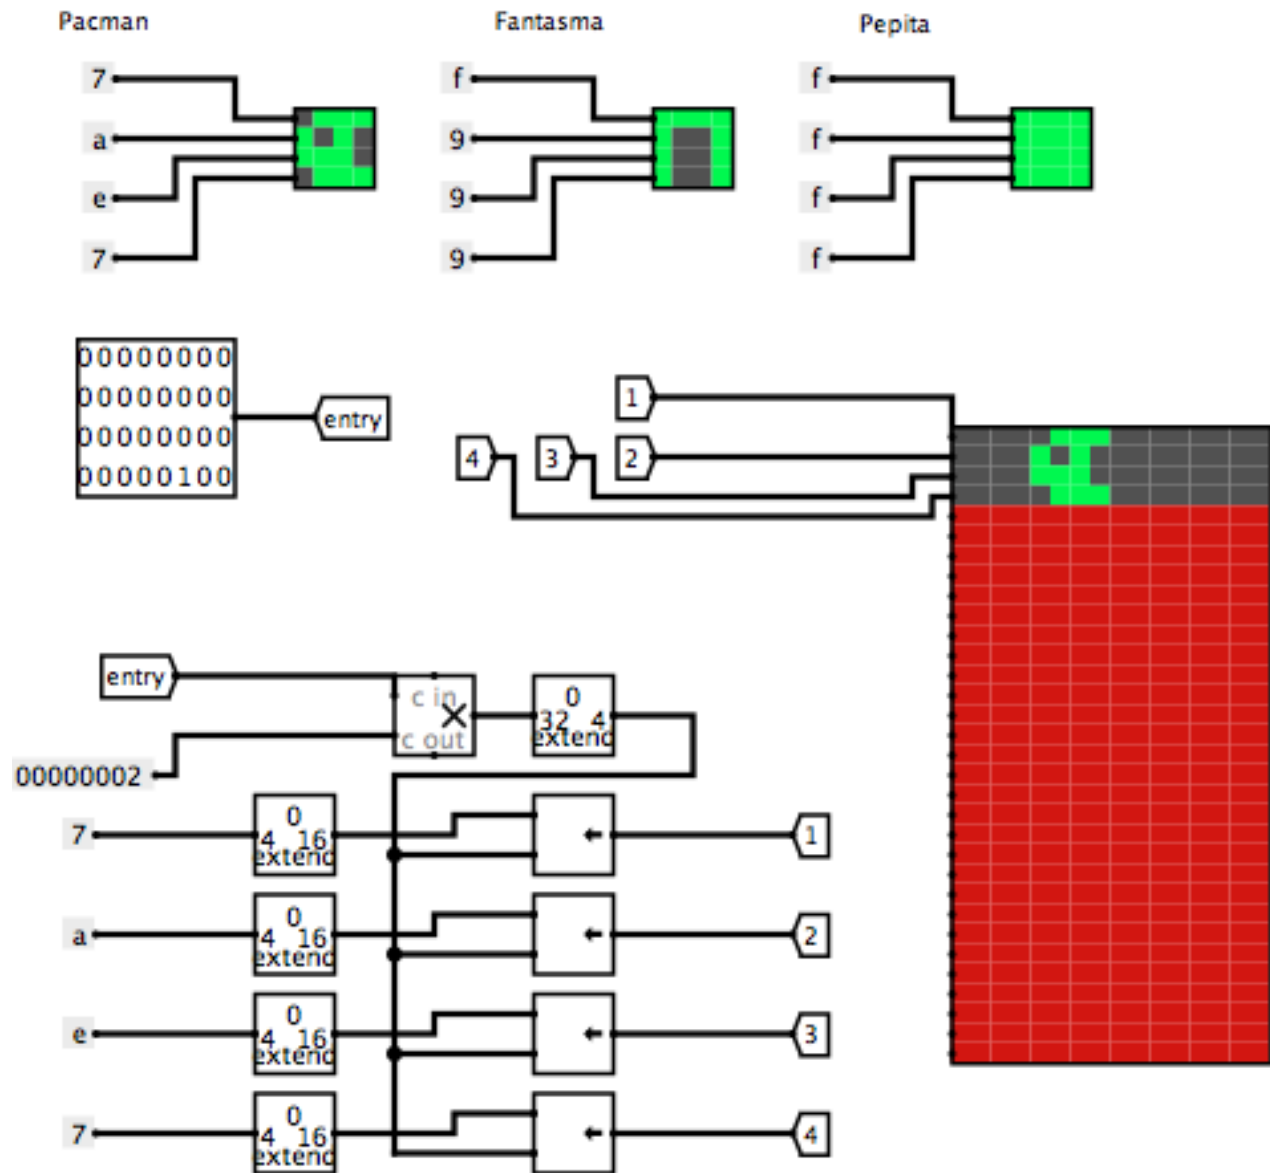 Pacman
Fantasma
Pepita
7
f
f
a
9
f
e
9
f
7
9
f
00000000
00000000
00000000
00000100
entry
1
4
3
2
entry
c in
c out
0
32 4
extend
00000002
7
0
4 16
extend
1
a
0
4 16
extend
2
e
0
4 16
extend
3
7
0
4 16
extend
4